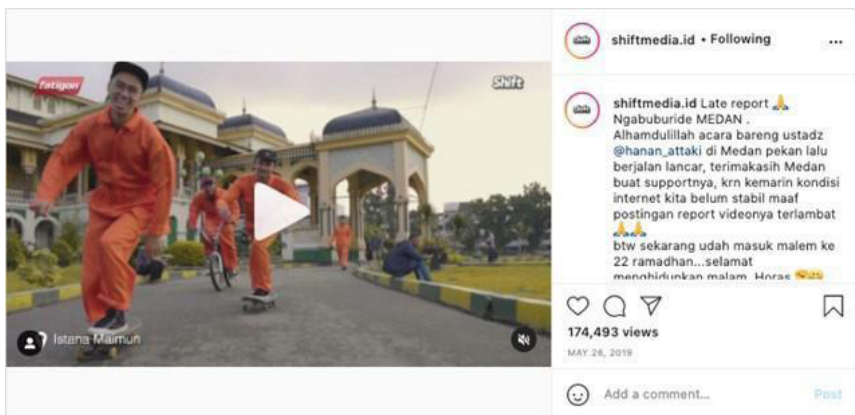 fatigon
Shift
Istana Maimun
shiftmedia.id • Following
shiftmedia.id Late report 🙏
Ngabuburide MEDAN .
Alhamdulillah acara bareng ustadz
@hanan_attaki di Medan pekan lalu
berjalan lancar, terimakasih Medan
buat supportnya, krn kemarin kondisi
internet kita belum stabil maaf
postingan report videonya terlambat
🙏🙏
btw sekarang udah masuk malem ke
22 ramadhan...selamat
menghidupkan malam. Horas
174,493 views
MAY 26, 2019
Add a comment...
Post